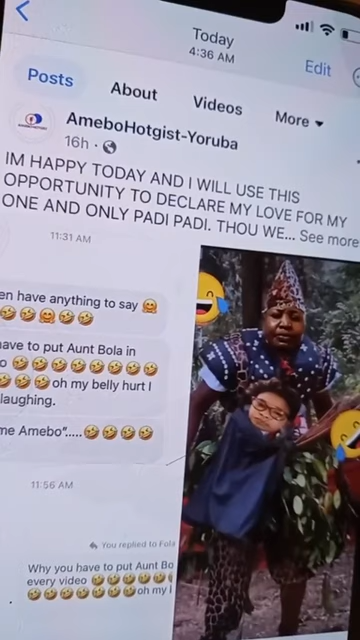 Today
4:36 AM
Edit
Posts
About
Videos
More
AmeboHotgist-Yoruba
16h
IM HAPPY TODAY AND I WILL USE THIS
OPPORTUNITY TO DECLARE MY LOVE FOR MY
ONE AND ONLY PADI PADI. THOU WE... See more
11:31 AM
en have anything to say 🤗
🤣🤣🤗🤣🤣
ave to put Aunt Bola in
o 🤣🤣🤣🤣🤣🤣🤣🤣
🤣🤣🤣oh my belly hurt I
laughing.
me Amebo".....🤣🤣🤣🤣
11:56 AM
You replied to Fola
Why you have to put Aunt Bo
every video 🤣🤣🤣🤣🤣
🤣🤣🤣🤣🤣🤣🤣oh my